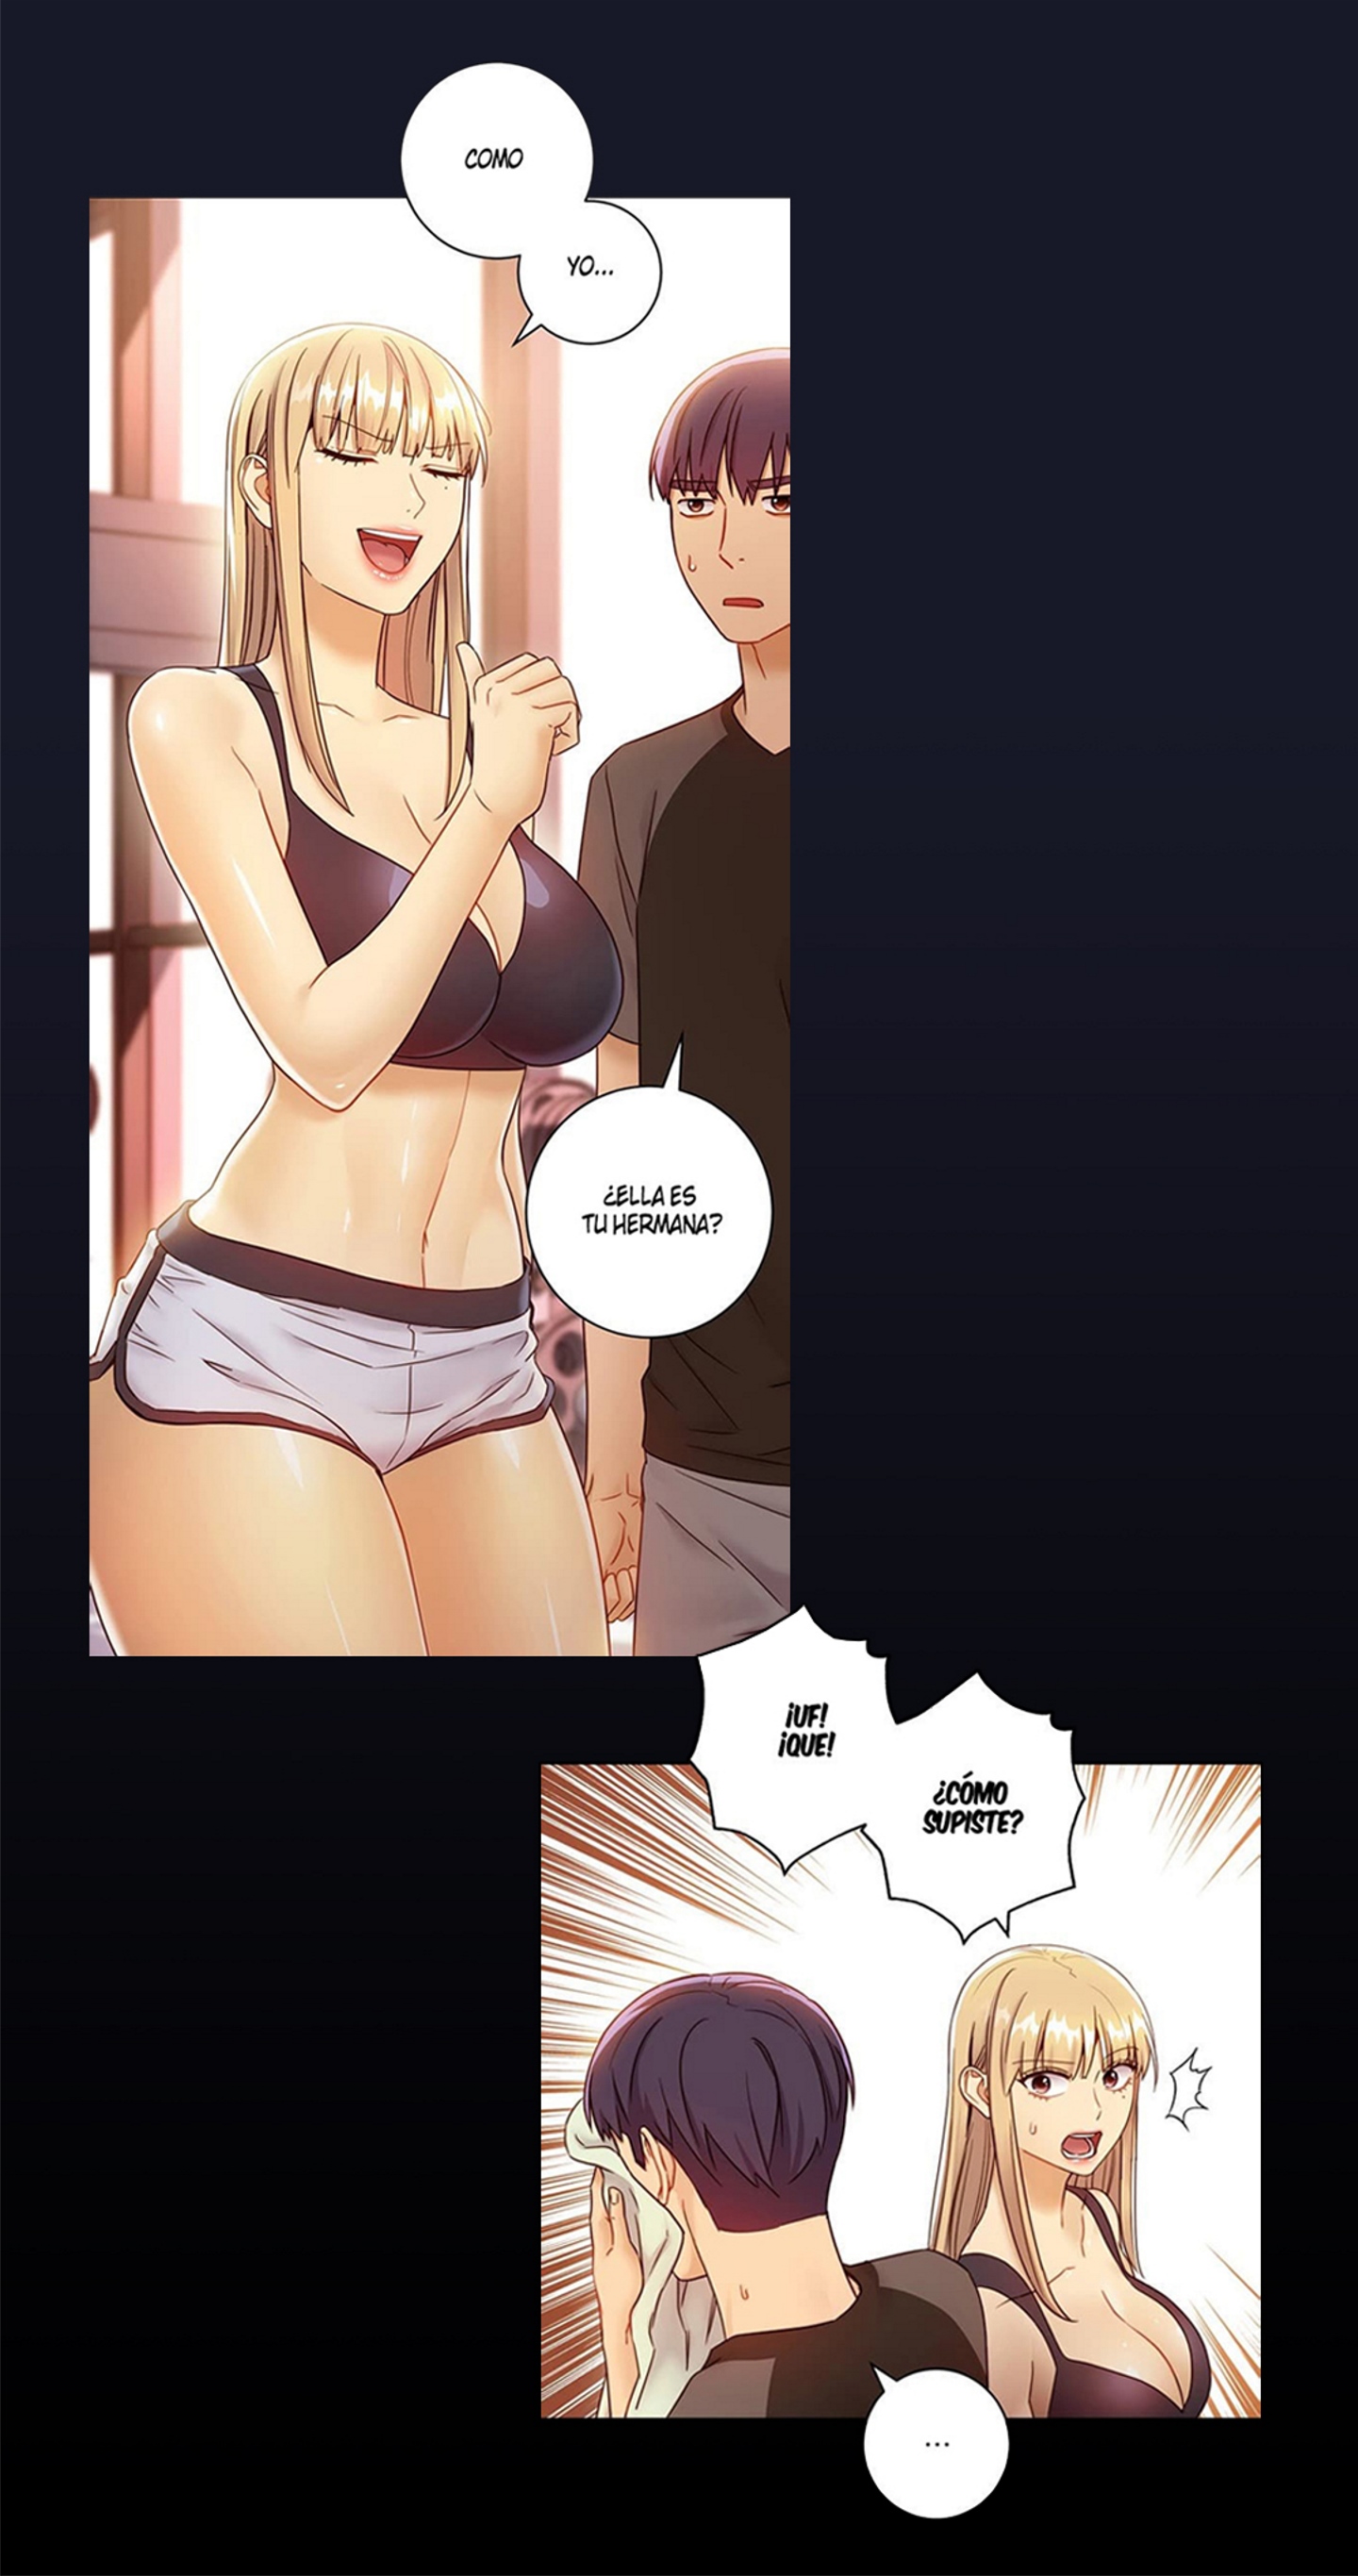 COMO
YO...
¿ELLA ES
TU HERMANA?
¡UF!
¡QUE!
¿CÓMO
SUPISTE?
...